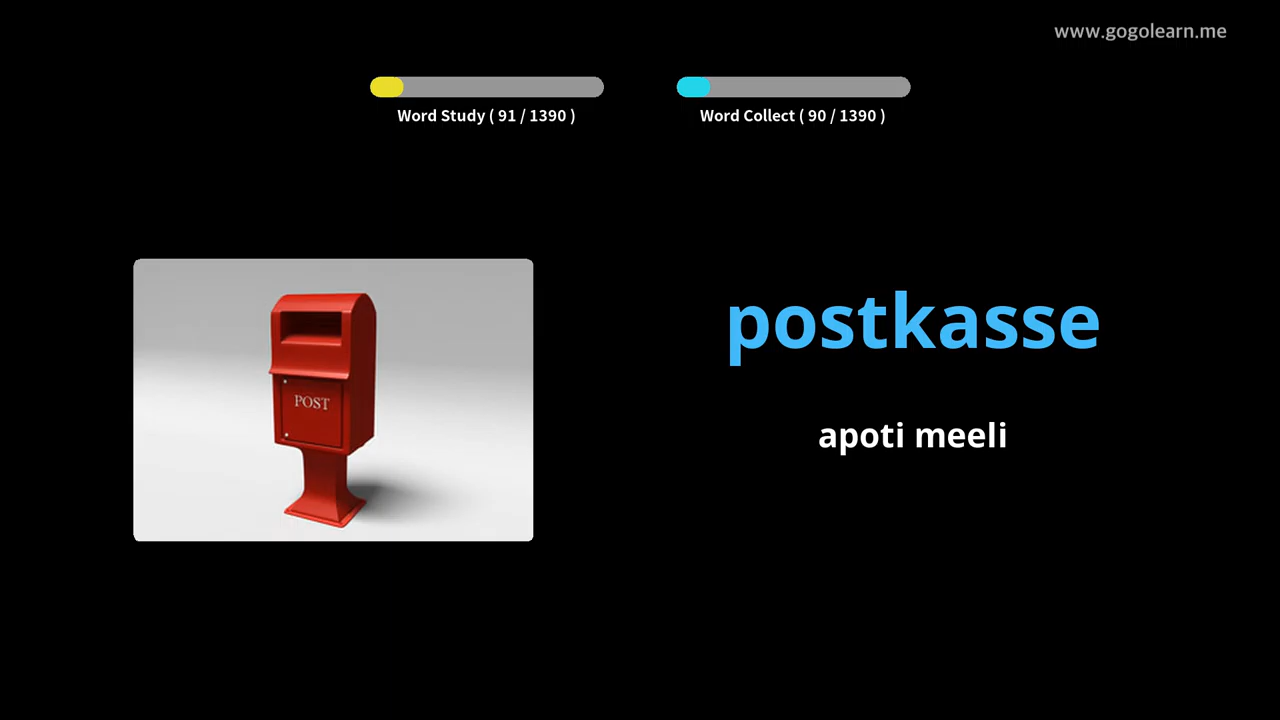 www.gogolearn.me
Word Study ( 91 / 1390 )
Word Collect ( 90 / 1390 )
POST
postkasse
apoti meeli